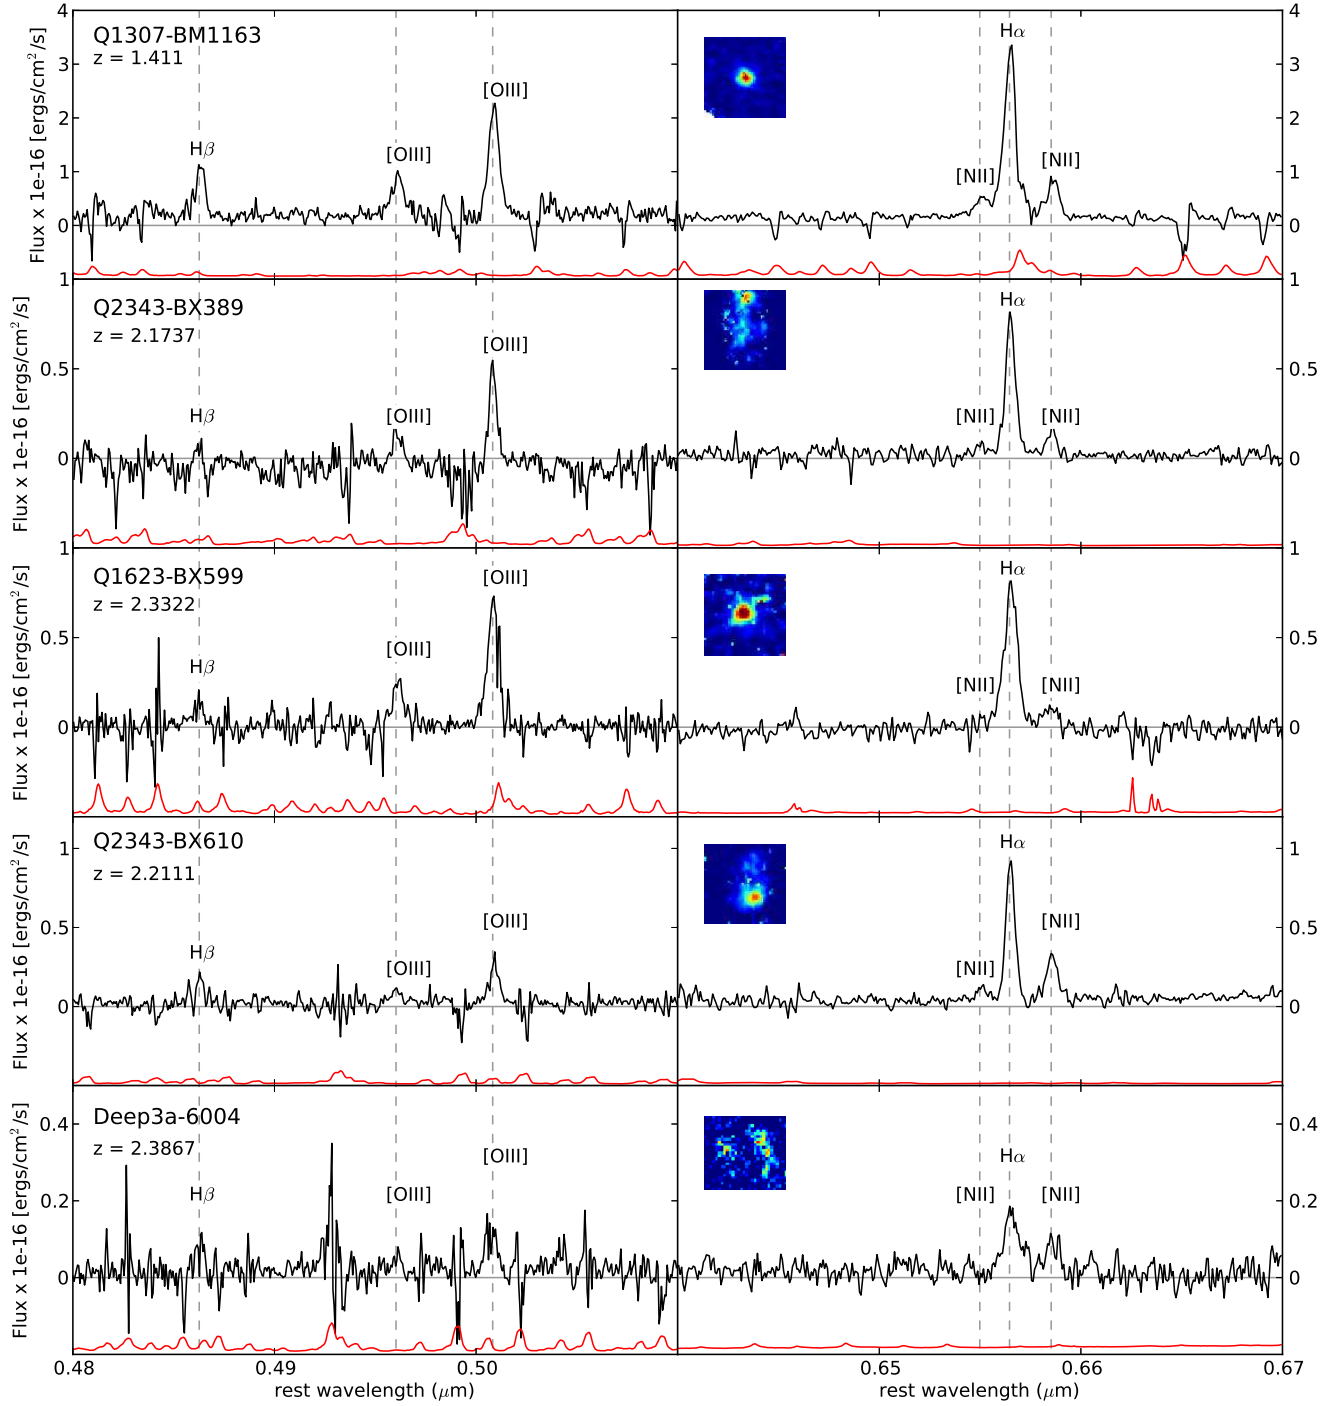 Q1307-BM1163
z = 1.411
Hβ
[OIII]
[OIII]
[NII]
Hα
[NII]
Flux x 1e-16 [ergs/cm²/s]
4
3
2
1
0
4
3
2
1
0
Q2343-BX389
z = 2.1737
Hβ
[OIII]
[OIII]
[NII]
Hα
[NII]
Flux x 1e-16 [ergs/cm²/s]
1
0.5
0
1
0.5
0
Q1623-BX599
z = 2.3322
Hβ
[OIII]
[OIII]
[NII]
Hα
[NII]
Flux x 1e-16 [ergs/cm²/s]
1
0.5
0
1
0.5
0
Q2343-BX610
z = 2.2111
Hβ
[OIII]
[OIII]
[NII]
Hα
[NII]
Flux x 1e-16 [ergs/cm²/s]
1
0.5
0
1
0.5
0
Deep3a-6004
z = 2.3867
Hβ
[OIII]
[OIII]
[NII]
Hα
[NII]
Flux x 1e-16 [ergs/cm²/s]
0.4
0.2
0
0.4
0.2
0
0.48 0.49 0.50
0.65 0.66 0.67
rest wavelength (μm)
rest wavelength (μm)